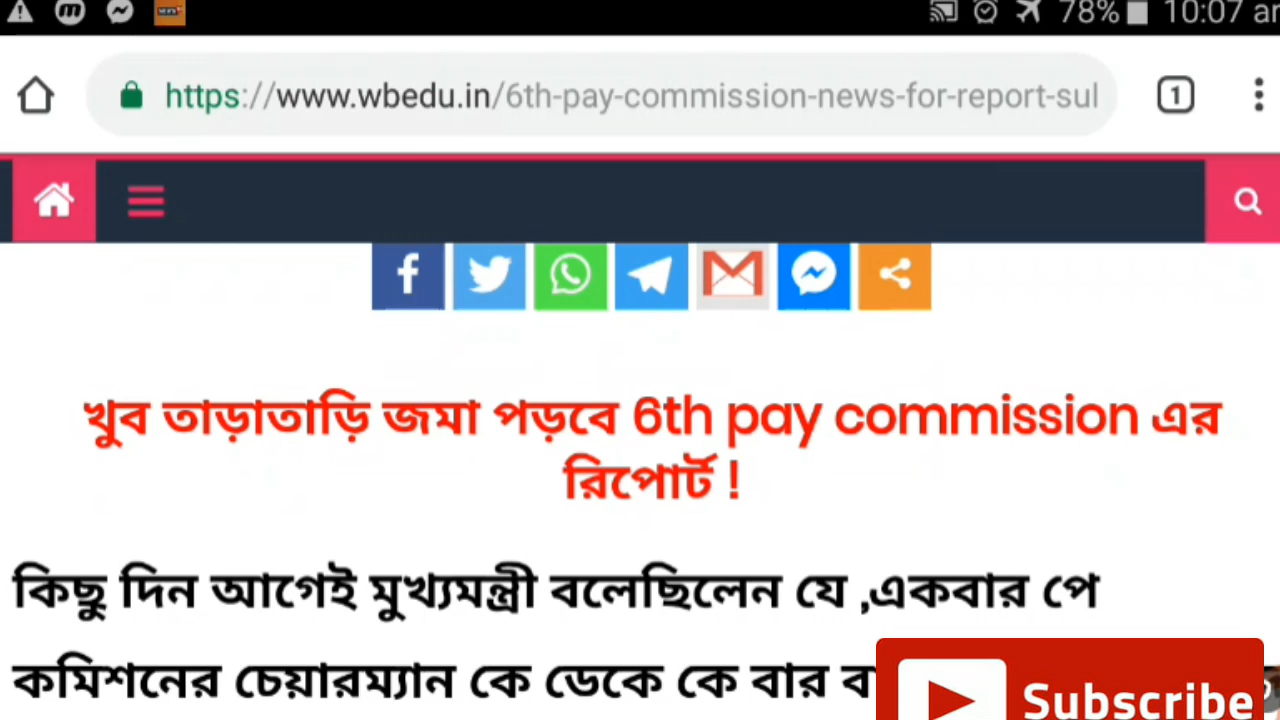 78% 10:07 am
https://www.wbedu.in/6th-pay-commission-news-for-report-sul
1
খুব তাড়াতাড়ি জমা পড়বে 6th pay commission এর
রিপোর্ট !
কিছু দিন আগেই মুখ্যমন্ত্রী বলেছিলেন যে ,একবার পে
কমিশনের চেয়ারম্যান কে ডেকে কে বার
Subscribe